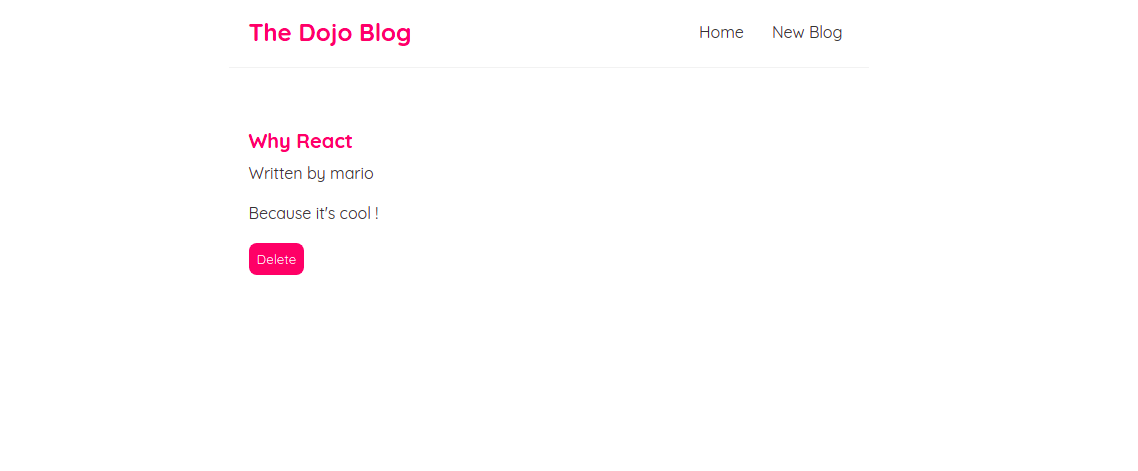 The Dojo Blog Home New Blog
Why React
Written by mario
Because it's cool !
Delete